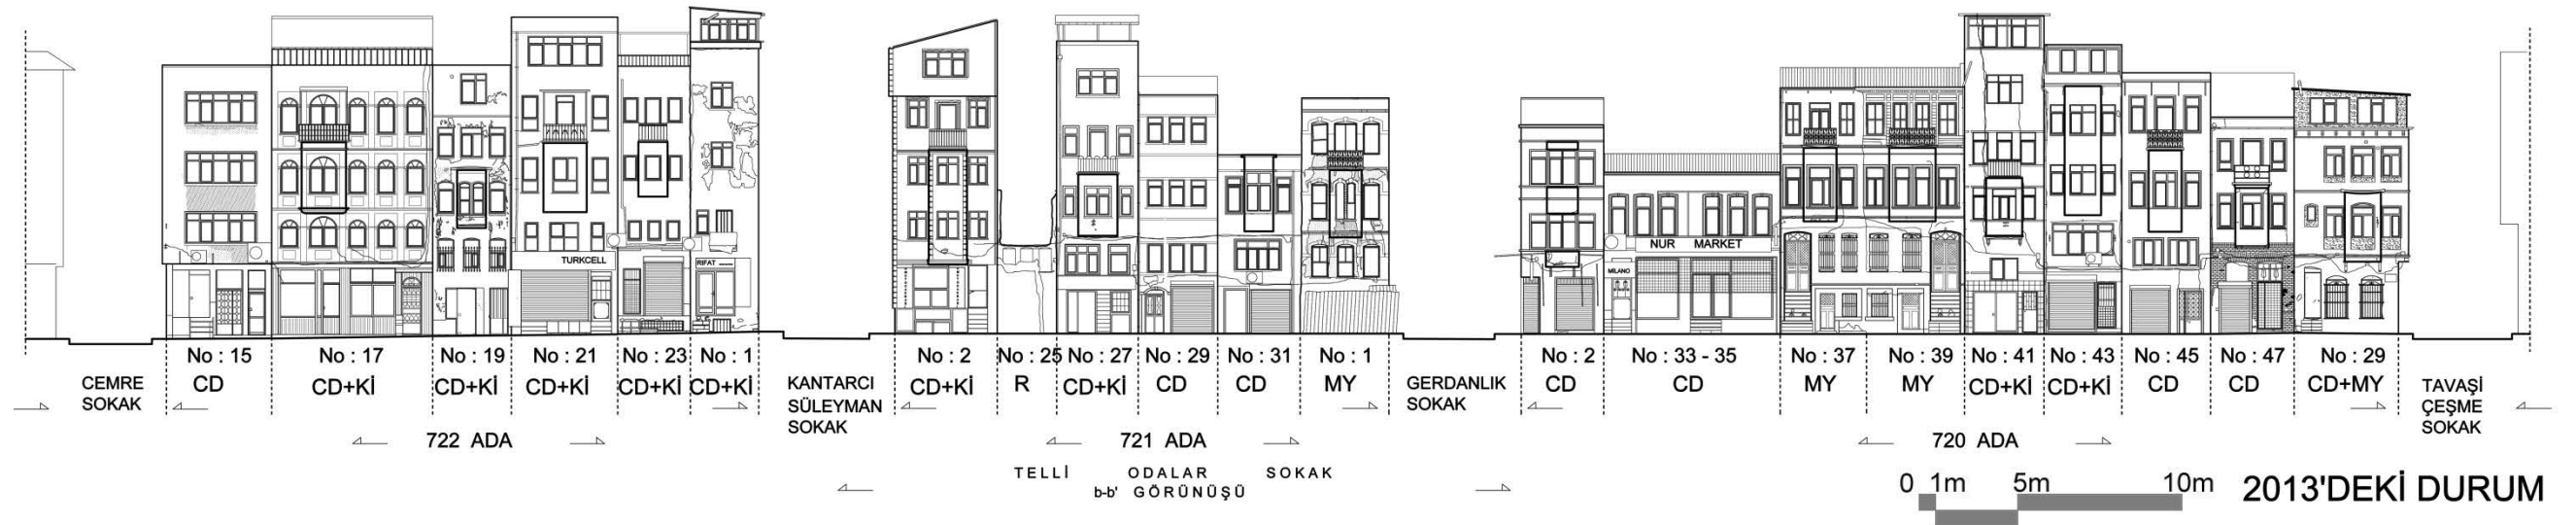 TURKCELL
RIFAT
NUR MARKET
MILANO
No : 15 No : 17 No : 19 No : 21 No : 23 No : 1 No : 2 No : 25 No : 27 No : 29 No : 31 No : 1 No : 2 No : 33 - 35 No : 37 No : 39 No : 41 No : 43 No : 45 No : 47 No : 29
CD CD+Kİ CD+Kİ CD+Kİ CD+Kİ CD+Kİ CD+Kİ R CD+Kİ CD CD MY CD CD MY MY CD+Kİ CD+Kİ CD CD CD+MY
CEMRE
SOKAK
KANTARCI
SÜLEYMAN
SOKAK
GERDANLIK
SOKAK
TAVAŞİ
ÇEŞME
SOKAK
722 ADA 721 ADA 720 ADA
TELLİ ODALAR SOKAK
b-b' GÖRÜNÜŞÜ
0 1m 5m 10m
2013'DEKİ DURUM